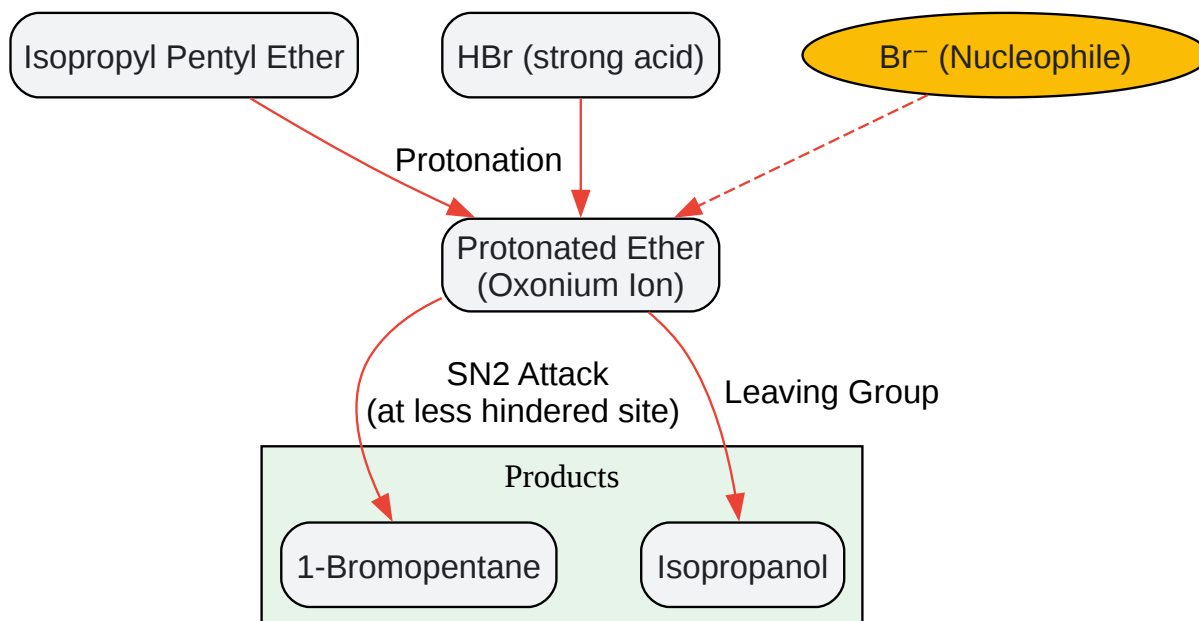 Isopropyl Pentyl Ether
HBr (strong acid)
Br⁻ (Nucleophile)
Protonation
Protonated Ether
(Oxonium Ion)
SN2 Attack
(at less hindered site)
Leaving Group
Products
1-Bromopentane
Isopropanol